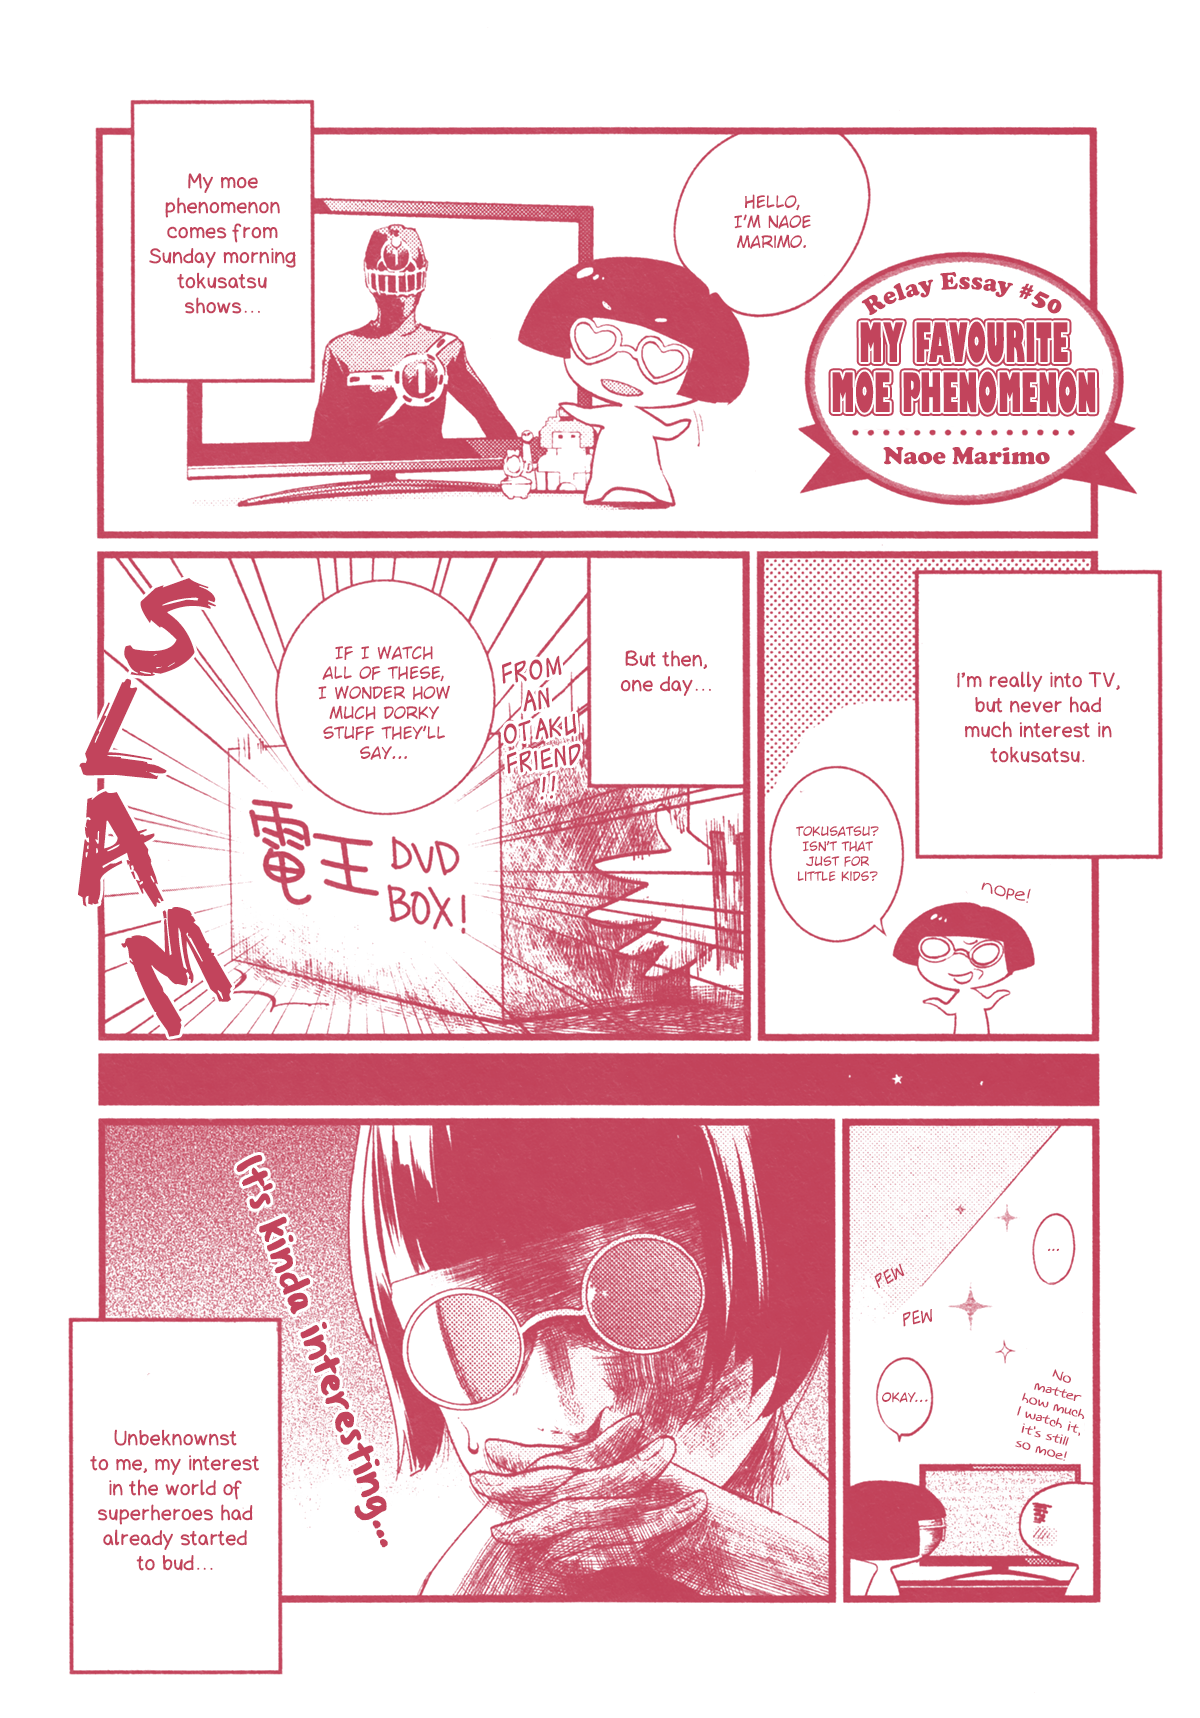 HELLO,
I'M NAOE
MARIMO.
My moe
phenomenon
comes from
Sunday morning
tokusatsu
shows...
1
1
Relay Essay #50
MY FAVOURITE
MOE PHENOMENON
Naoe Marimo
I'm really into TV,
but never had
much interest in
tokusatsu.
TOKUSATSU?
ISN'T THAT
JUST FOR
LITTLE KIDS?
nope!
But then,
one day...
FROM
AN
OTAKU
FRIEND
!!
IF I WATCH
ALL OF THESE,
I WONDER HOW
MUCH DORKY
STUFF THEY'LL
SAY...
電王 DVD
BOX!
SLAM
...
PEW
PEW
OKAY...
No
matter
how much
I watch it,
it's still
so moe!
It's kinda interesting...
Unbeknownst
to me, my interest
in the world of
superheroes had
already started
to bud...